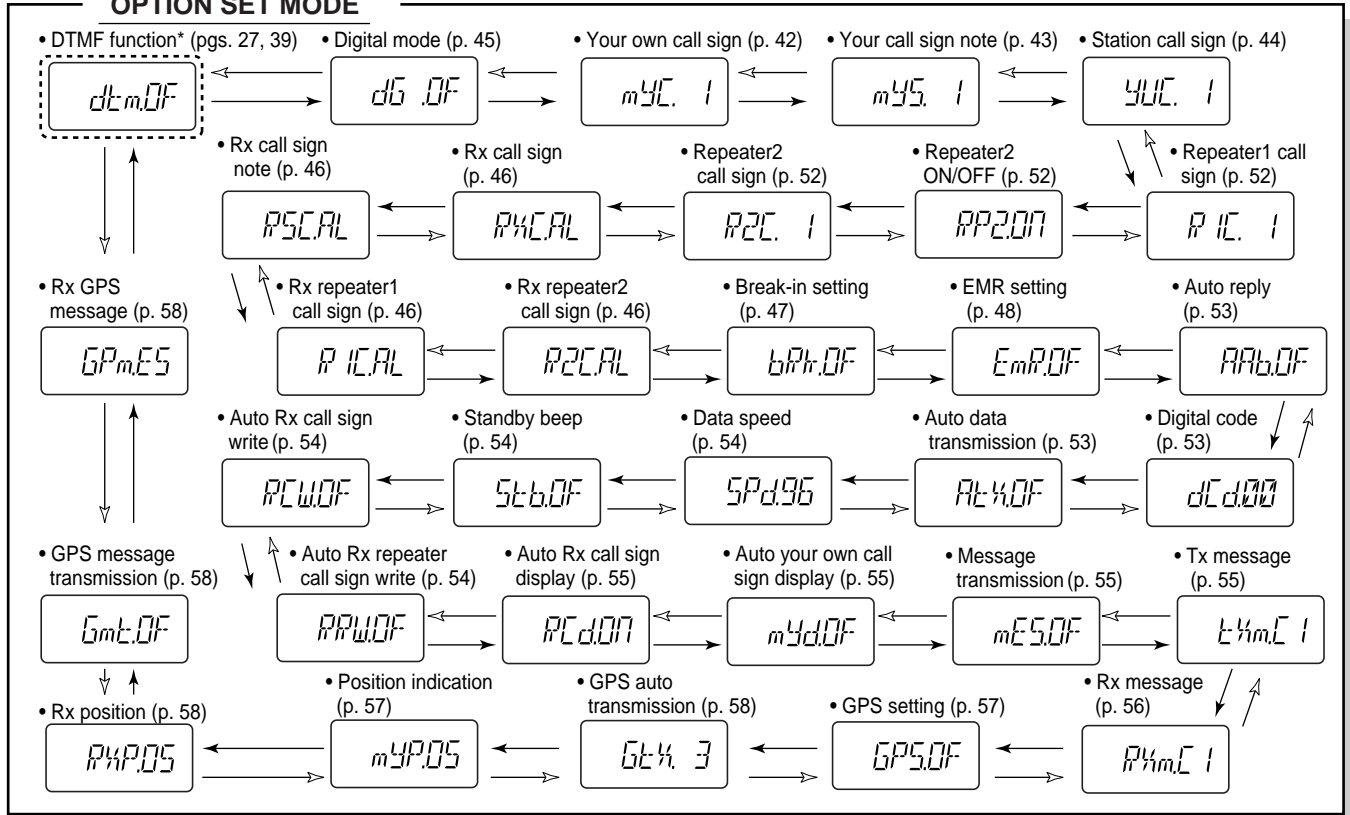 OPTION SET MODE
• DTMF function* (pgs. 27, 39)
dtm.OF
• Digital mode (p. 45)
dG .OF
• Your own call sign (p. 42)
mYC. 1
• Your call sign note (p. 43)
mYS. 1
• Station call sign (p. 44)
YUC. 1
• Rx call sign
note (p. 46)
RSC.AL
• Rx call sign
(p. 46)
RXC.AL
• Repeater2
call sign (p. 52)
R2C. 1
• Repeater2
ON/OFF (p. 52)
RP2.ON
• Repeater1 call
sign (p. 52)
R1C. 1
• Rx GPS
message (p. 58)
GPm.ES
• Rx repeater1
call sign (p. 46)
R1C.AL
• Rx repeater2
call sign (p. 46)
R2C.AL
• Break-in setting
(p. 47)
bRk.OF
• EMR setting
(p. 48)
EmR.OF
• Auto reply
(p. 53)
AAb.OF
• Auto Rx call sign
write (p. 54)
RCW.OF
• Standby beep
(p. 54)
Stb.OF
• Data speed
(p. 54)
SPd.96
• Auto data
transmission (p. 53)
AtX.OF
• Digital code
(p. 53)
dCd.00
• GPS message
transmission (p. 58)
Gmt.OF
• Auto Rx repeater
call sign write (p. 54)
RPW.OF
• Auto Rx call sign
display (p. 55)
RCd.ON
• Auto your own call
sign display (p. 55)
mYd.OF
• Message
transmission (p. 55)
mES.OF
• Tx message
(p. 55)
tXm.C1
• Rx position (p. 58)
RXP.OS
• Position indication
(p. 57)
mYP.OS
• GPS auto
transmission (p. 58)
GtX. 3
• GPS setting (p. 57)
GPS.OF
• Rx message
(p. 56)
RXm.C1